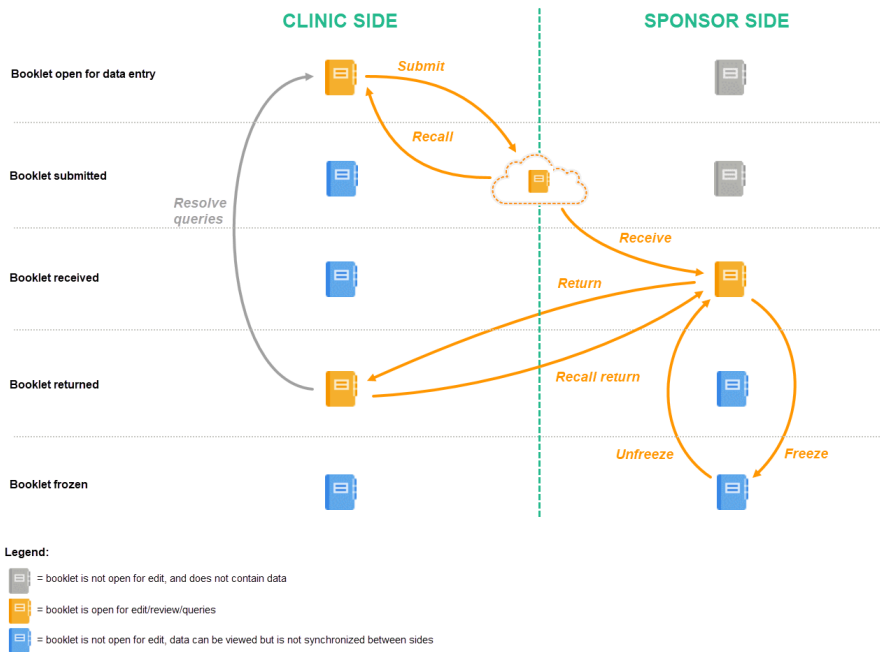 CLINIC SIDE
SPONSOR SIDE
Booklet open for data entry
Submit
Recall
Booklet submitted
Resolve
queries
Receive
Booklet received
Return
Booklet returned
Recall return
Unfreeze
Freeze
Booklet frozen
Legend:
= booklet is not open for edit, and does not contain data
= booklet is open for edit/review/queries
= booklet is not open for edit, data can be viewed but is not synchronized between sides